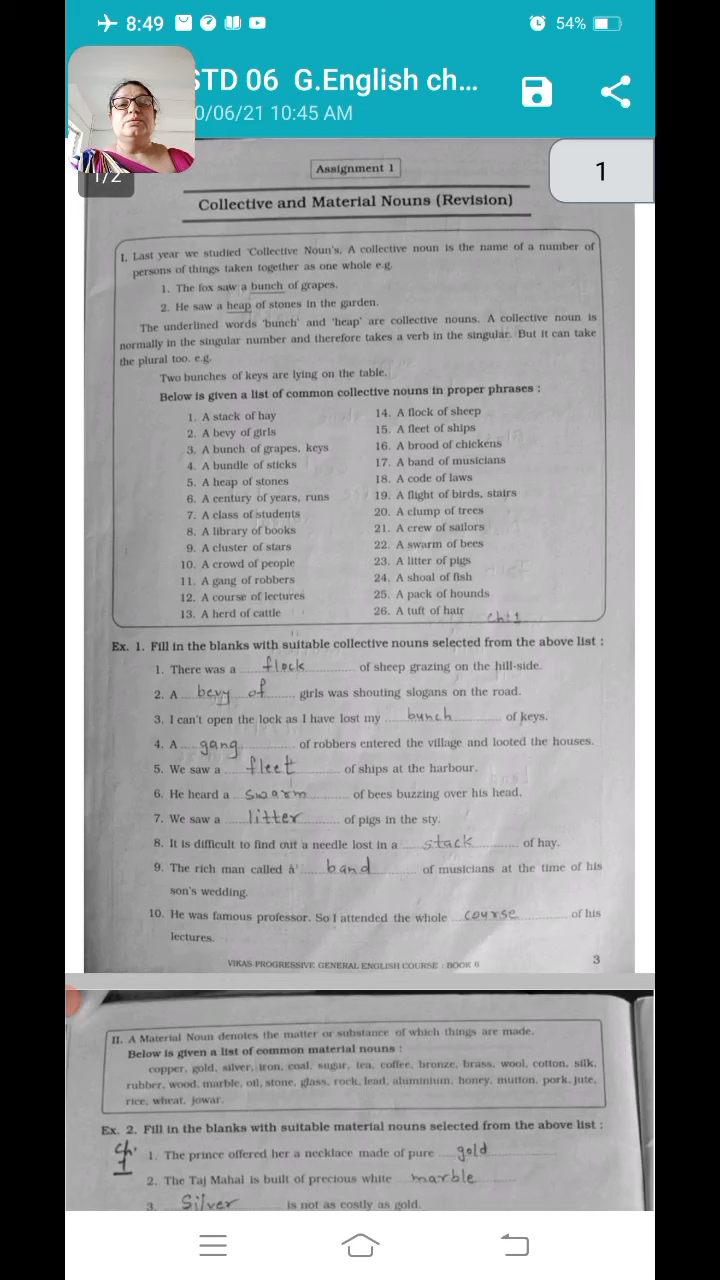 8:49
54%
STD 06 G.English ch...
0/06/21 10:45 AM
1/2
1
Assignment 1
Collective and Material Nouns (Revision)
I. Last year we studied 'Collective Noun's. A collective noun is the name of a number of
persons of things taken together as one whole e.g.
1. The fox saw a bunch of grapes.
2. He saw a heap of stones in the garden.
The underlined words 'bunch' and 'heap' are collective nouns. A collective noun is
normally in the singular number and therefore takes a verb in the singular. But it can take
the plural too. e.g.
Two bunches of keys are lying on the table.
Below is given a list of common collective nouns in proper phrases :
1. A stack of hay
2. A bevy of girls
3. A bunch of grapes, keys
4. A bundle of sticks
5. A heap of stones
6. A century of years, runs
7. A class of students
8. A library of books
9. A cluster of stars
10. A crowd of people
11. A gang of robbers
12. A course of lectures
13. A herd of cattle
14. A flock of sheep
15. A fleet of ships
16. A brood of chickens
17. A band of musicians
18. A code of laws
19. A flight of birds, stairs
20. A clump of trees
21. A crew of sailors
22. A swarm of bees
23. A litter of pigs
24. A shoal of fish
25. A pack of hounds
26. A tuft of hair
ch:1
Ex. 1. Fill in the blanks with suitable collective nouns selected from the above list :
1. There was a flock of sheep grazing on the hill-side.
2. A bevy of girls was shouting slogans on the road.
3. I can't open the lock as I have lost my bunch of keys.
4. A gang of robbers entered the village and looted the houses.
5. We saw a fleet of ships at the harbour.
6. He heard a swarm of bees buzzing over his head.
7. We saw a litter of pigs in the sty.
8. It is difficult to find out a needle lost in a stack of hay.
9. The rich man called a band of musicians at the time of his
son's wedding.
10. He was famous professor. So I attended the whole course of his
lectures.
VIKAS PROGRESSIVE GENERAL ENGLISH COURSE : BOOK 6
3
II. A Material Noun denotes the matter or substance of which things are made.
Below is given a list of common material nouns :
copper, gold, silver, iron, coal, sugar, tea, coffee, bronze, brass, wool, cotton, silk,
rubber, wood, marble, oil, stone, glass, rock, lead, aluminium, honey, mutton, pork, jute,
rice, wheat, jowar.
Ex. 2. Fill in the blanks with suitable material nouns selected from the above list :
ch. 1
1. The prince offered her a necklace made of pure gold
2. The Taj Mahal is built of precious white marble
3. Silver is not as costly as gold.